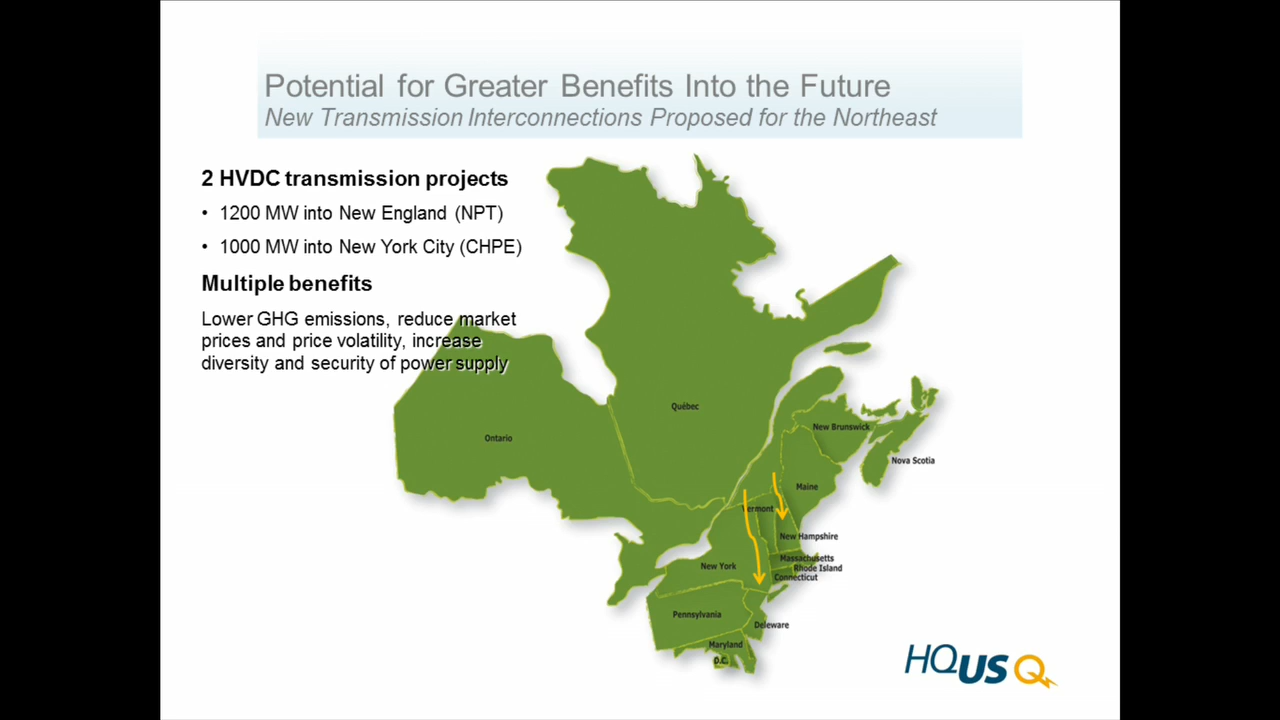 Potential for Greater Benefits Into the Future
New Transmission Interconnections Proposed for the Northeast
2 HVDC transmission projects
• 1200 MW into New England (NPT)
• 1000 MW into New York City (CHPE)
Multiple benefits
Lower GHG emissions, reduce market
prices and price volatility, increase
diversity and security of power supply
Québec
Ontario
New Brunswick
Nova Scotia
Maine
Vermont
New Hampshire
Massachusetts
Rhode Island
Connecticut
New York
Pennsylvania
Deleware
Maryland
D.C.
HQUS